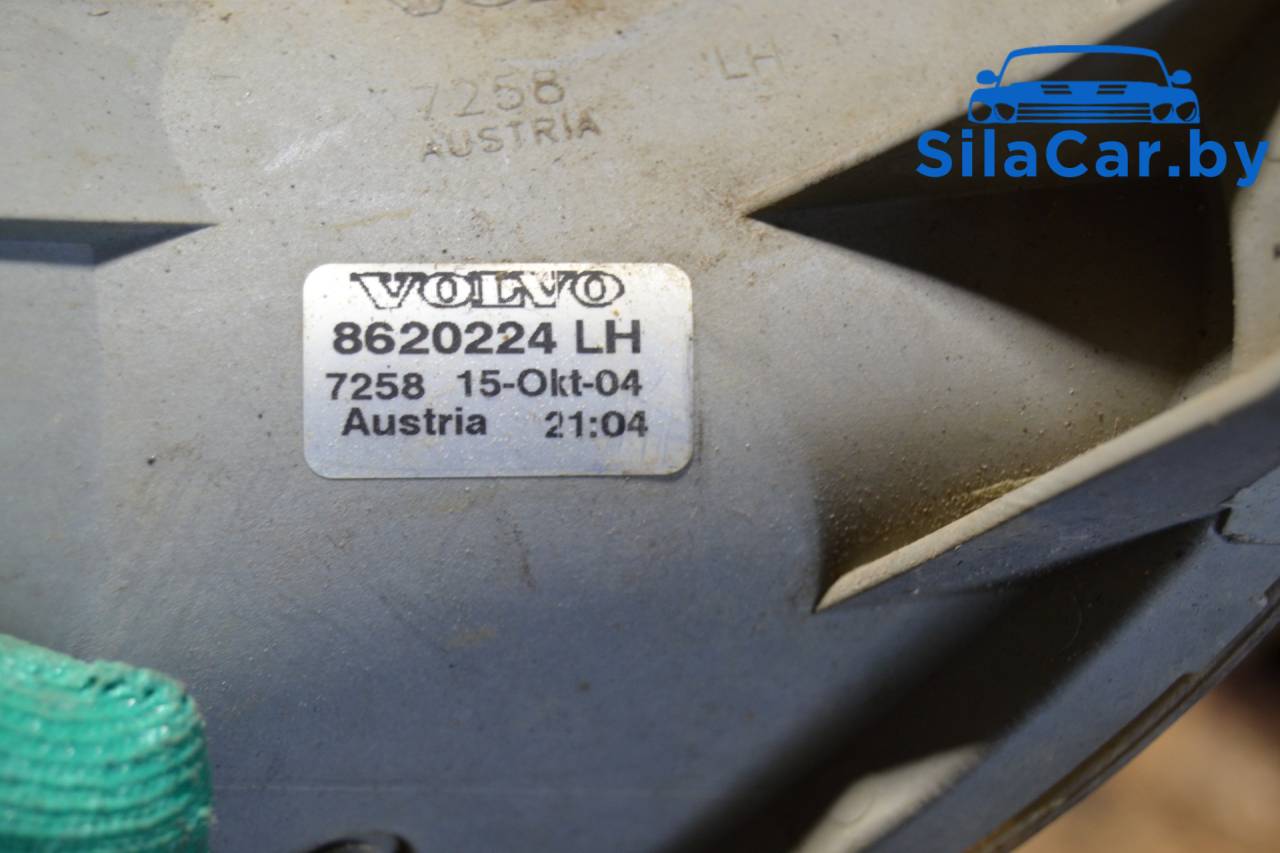 7258 LH
AUSTRIA
SilaCar.by
VOLVO
8620224 LH
7258 15-Okt-04
Austria 21:04